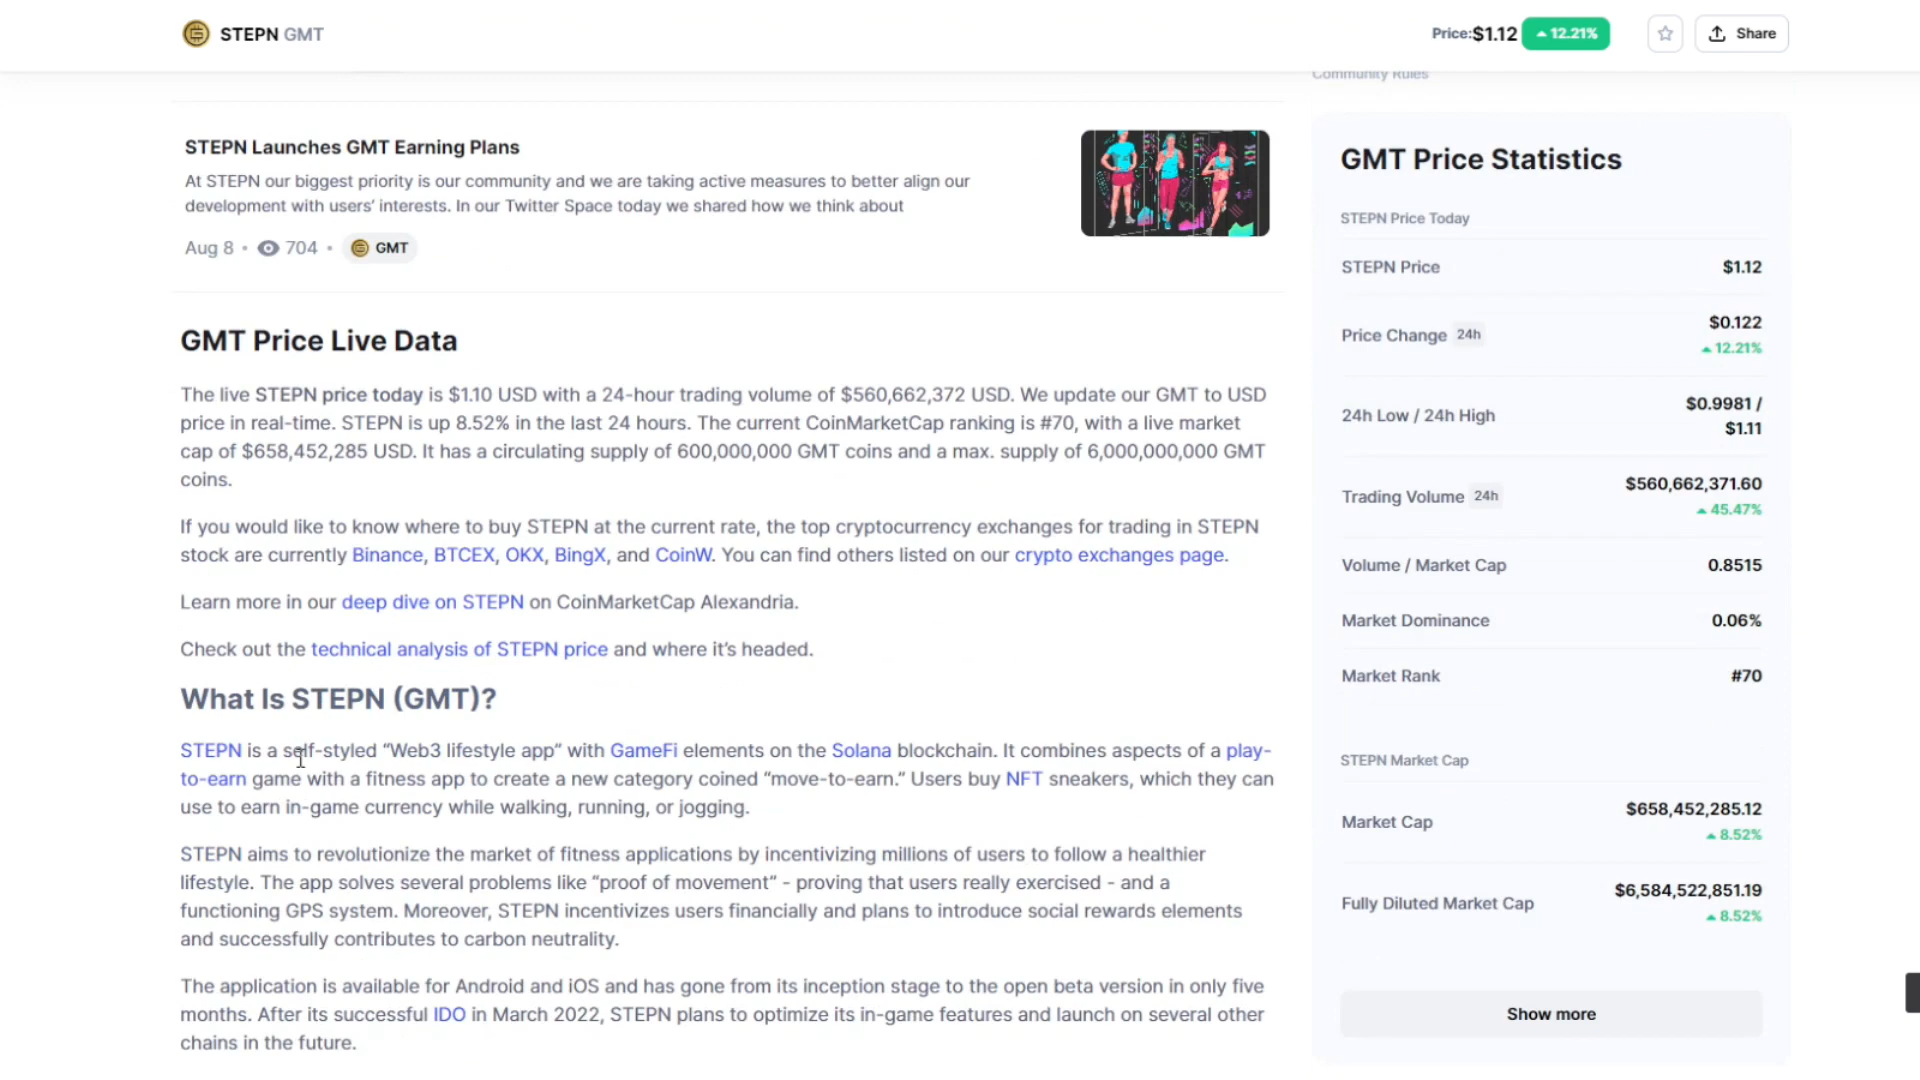 STEPN GMT
Price:$1.12 12.21%
Share
Community Rules
STEPN Launches GMT Earning Plans
At STEPN our biggest priority is our community and we are taking active measures to better align our
development with users’ interests. In our Twitter Space today we shared how we think about
Aug 8 • 704 • GMT
GMT Price Live Data
The live STEPN price today is $1.10 USD with a 24-hour trading volume of $560,662,372 USD. We update our GMT to USD
price in real-time. STEPN is up 8.52% in the last 24 hours. The current CoinMarketCap ranking is #70, with a live market
cap of $658,452,285 USD. It has a circulating supply of 600,000,000 GMT coins and a max. supply of 6,000,000,000 GMT
coins.
If you would like to know where to buy STEPN at the current rate, the top cryptocurrency exchanges for trading in STEPN
stock are currently Binance, BTCEX, OKX, BingX, and CoinW. You can find others listed on our crypto exchanges page.
Learn more in our deep dive on STEPN on CoinMarketCap Alexandria.
Check out the technical analysis of STEPN price and where it’s headed.
What Is STEPN (GMT)?
STEPN is a self-styled “Web3 lifestyle app” with GameFi elements on the Solana blockchain. It combines aspects of a play-
to-earn game with a fitness app to create a new category coined “move-to-earn.” Users buy NFT sneakers, which they can
use to earn in-game currency while walking, running, or jogging.
STEPN aims to revolutionize the market of fitness applications by incentivizing millions of users to follow a healthier
lifestyle. The app solves several problems like “proof of movement” - proving that users really exercised - and a
functioning GPS system. Moreover, STEPN incentivizes users financially and plans to introduce social rewards elements
and successfully contributes to carbon neutrality.
The application is available for Android and iOS and has gone from its inception stage to the open beta version in only five
months. After its successful IDO in March 2022, STEPN plans to optimize its in-game features and launch on several other
chains in the future.
GMT Price Statistics
STEPN Price Today
STEPN Price $1.12
Price Change 24h $0.122
12.21%
24h Low / 24h High $0.9981 /
$1.11
Trading Volume 24h $560,662,371.60
45.47%
Volume / Market Cap 0.8515
Market Dominance 0.06%
Market Rank #70
STEPN Market Cap
Market Cap $658,452,285.12
8.52%
Fully Diluted Market Cap $6,584,522,851.19
8.52%
Show more